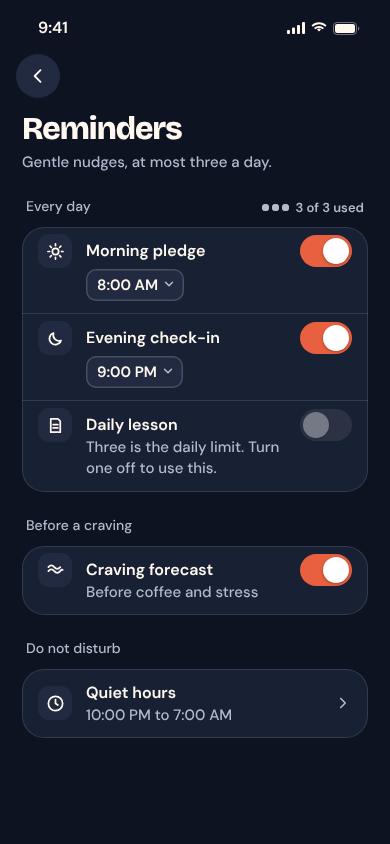 9:41
Reminders
Gentle nudges, at most three a day.
Every day
3 of 3 used
Morning pledge
8:00 AM
Evening check-in
9:00 PM
Daily lesson
Three is the daily limit. Turn
one off to use this.
Before a craving
Craving forecast
Before coffee and stress
Do not disturb
Quiet hours
10:00 PM to 7:00 AM